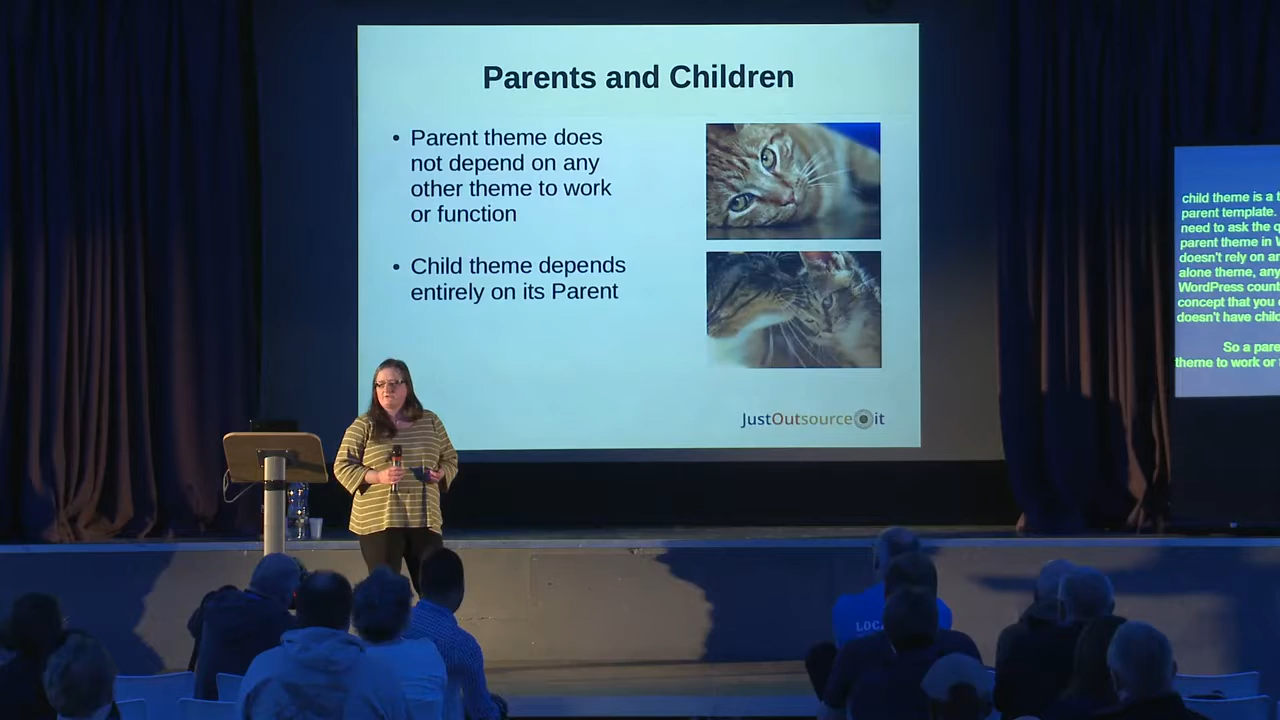 Parents and Children
• Parent theme does
not depend on any
other theme to work
or function
• Child theme depends
entirely on its Parent
JustOutsource it
child theme is a
parent template.
need to ask the
parent theme in
doesn't rely on
alone theme, any
WordPress
concept that you
doesn't have
So a
theme to work or
LOC